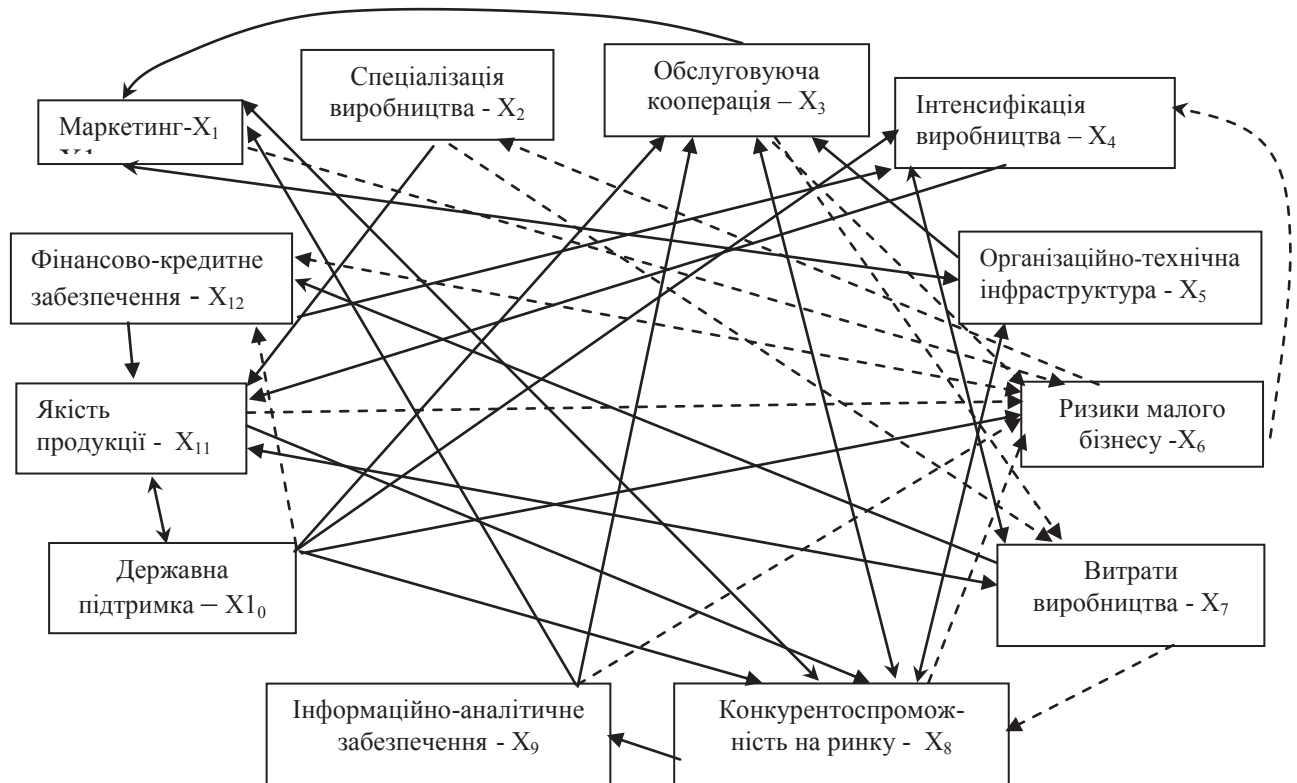 Маркетинг-X₁
X1
Спеціалізація
виробництва - X₂
Обслуговуюча
кооперація – X₃
Інтенсифікація
виробництва – X₄
Фінансово-кредитне
забезпечення - X₁₂
Організаційно-технічна
інфраструктура - X₅
Якість
продукції - X₁₁
Ризики малого
бізнесу -X₆
Державна
підтримка – X1₀
Витрати
виробництва - X₇
Інформаційно-аналітичне
забезпечення - X₉
Конкурентоспромож-
ність на ринку - X₈